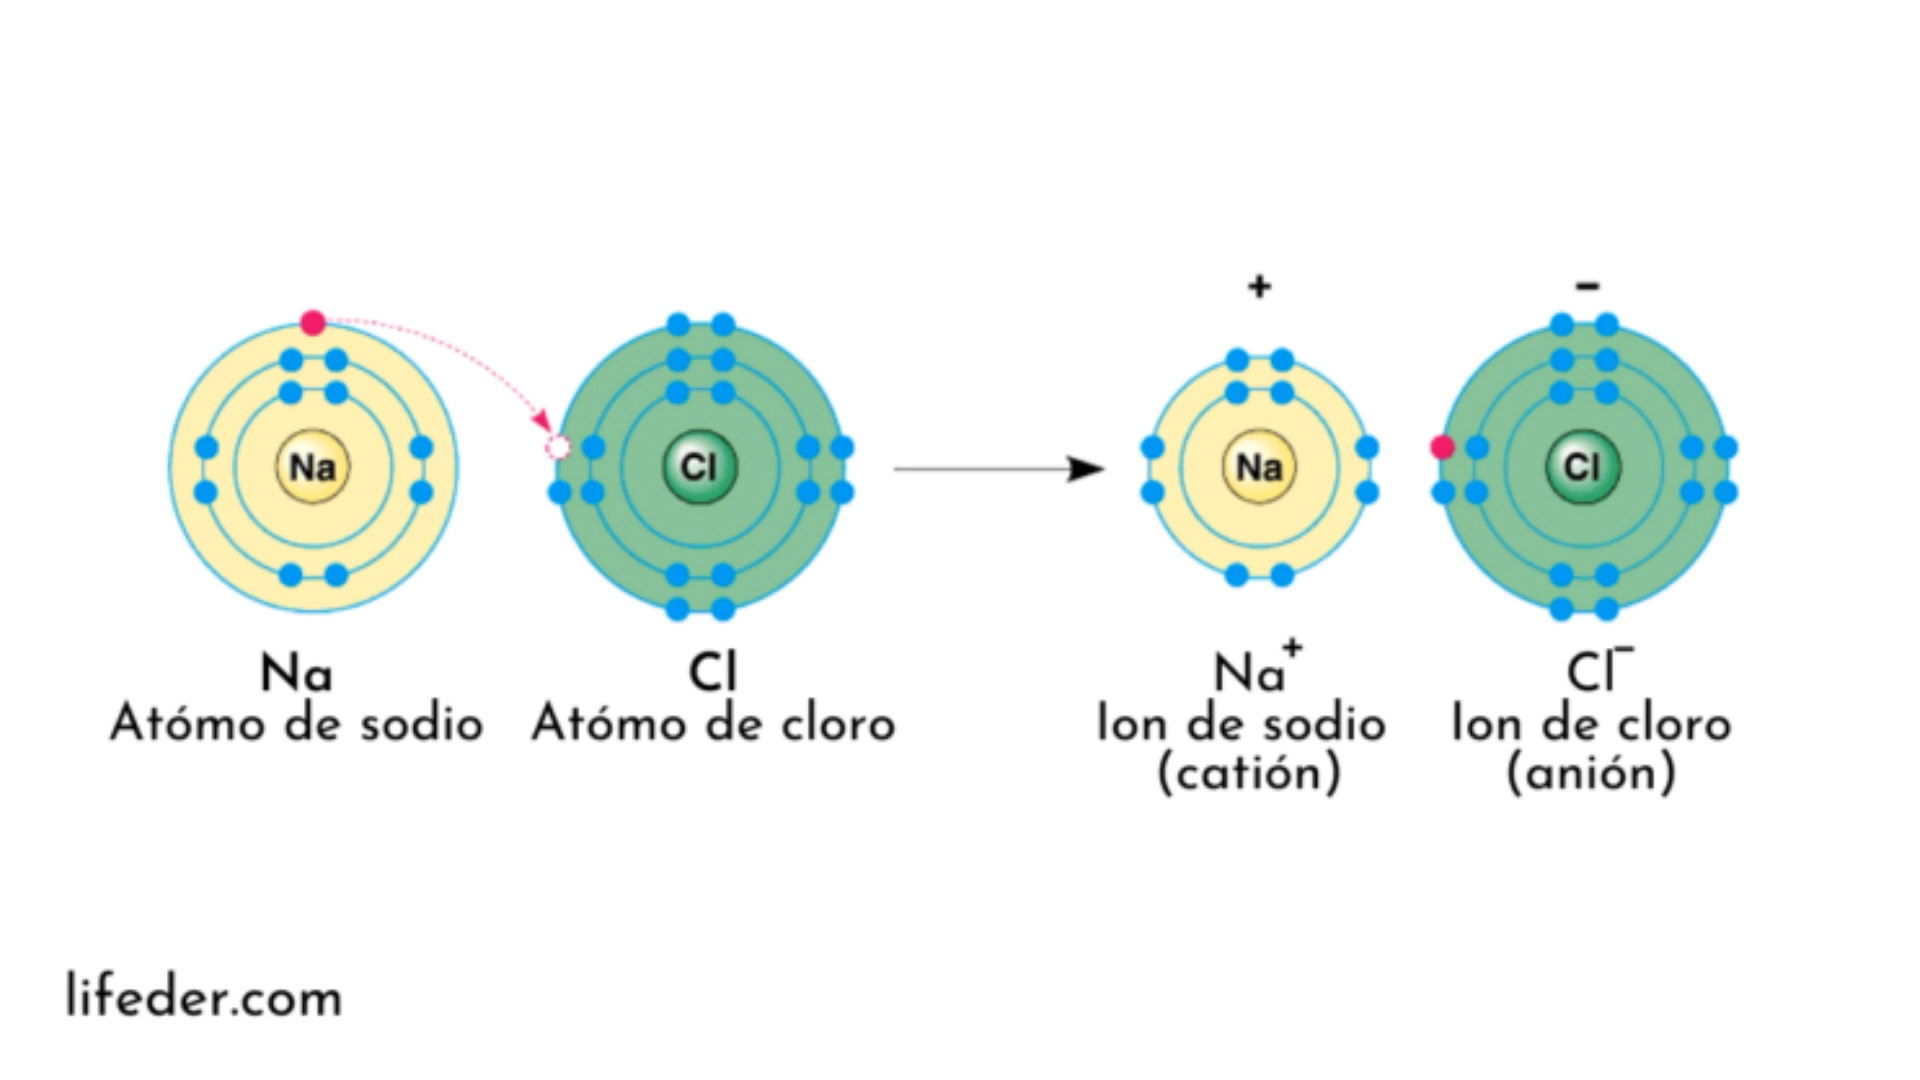 +
−
Na
Cl
Na
Cl
Na
Atómo de sodio
Cl
Atómo de cloro
Na⁺
Ion de sodio
(catión)
Cl⁻
Ion de cloro
(anión)
lifeder.com